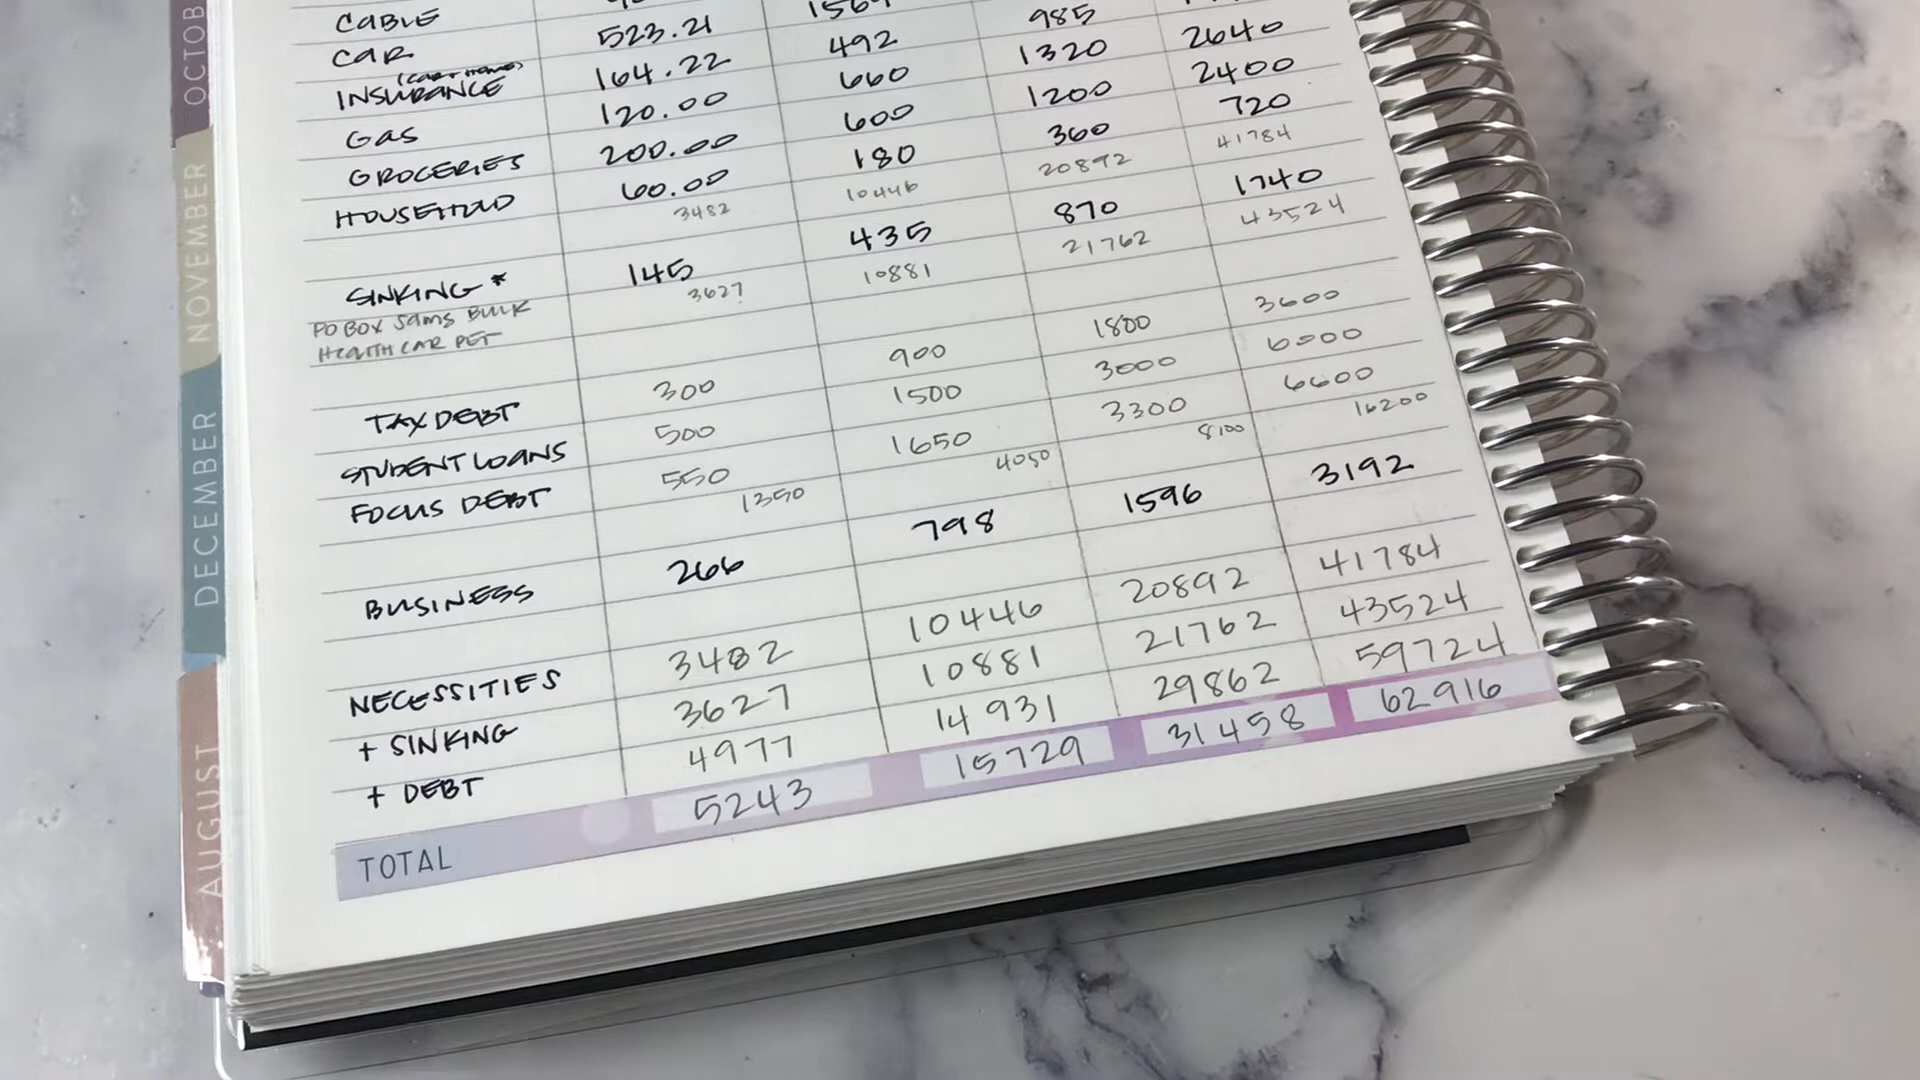 OCTOB
NOVEMBER
DECEMBER
AUGUST
CABLE 523.21 1569
CAR 164.22 492 985
(CAR + HOME)
INSURANCE 120.00 660 1320 2640
GAS 200.00 600 1200 2400
GROCERIES 60.00 180 360 720
HOUSEHOLD 3482 10446 20892 41784
SINKING * 145 435 870 1740
3627 10881 21762 43524
PO BOX SAMS BULK
HEALTH CAR PET
TAX DEBT 300 900 1800 3600
STUDENT LOANS 500 1500 3000 6000
FOCUS DEBT 550 1650 3300 6600
1350 4050 8100 16200
BUSINESS 266 798 1596 3192
NECESSITIES 3482 10446 20892 41784
+ SINKING 3627 10881 21762 43524
+ DEBT 4977 14931 29862 59724
TOTAL 5243 15729 31458 62916